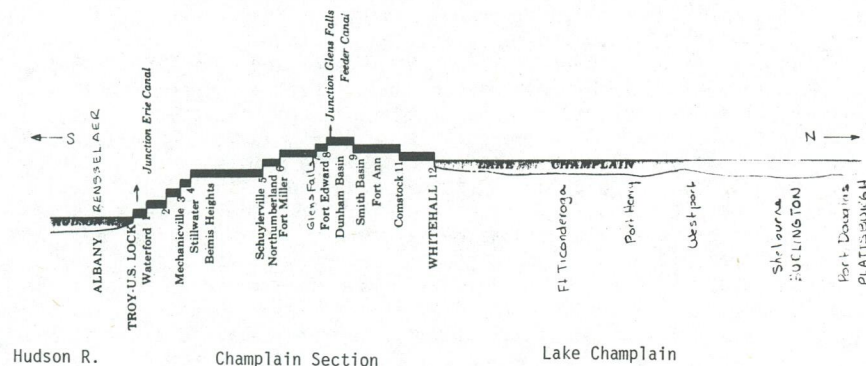 S
N
RENSSELAER
Junction Erie Canal
Junction Glens Falls
Feeder Canal
HUDSON R.
LAKE CHAMPLAIN
ALBANY
TROY-U.S. LOCK
Waterford
1
2
Mechanicville
3
4
Stillwater
Bemis Heights
Schuylerville
5
Northumberland
6
Fort Miller
Glens Falls
Fort Edward
8
Dunham Basin
9
Smith Basin
Fort Ann
Comstock
11
WHITEHALL
12
Ft Ticonderoga
Port Henry
Westport
Shelburne
BURLINGTON
Port Douglas
PLATTSBURGH
Hudson R.
Champlain Section
Lake Champlain